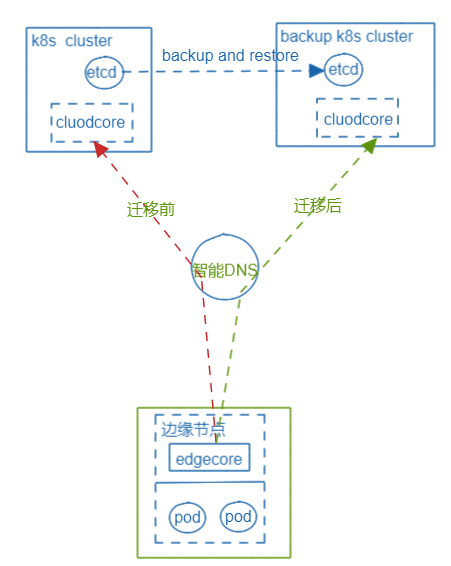 k8s cluster
backup k8s cluster
etcd
backup and restore
etcd
cluodcore
cluodcore
迁移前
迁移后
智能DNS
边缘节点
edgecore
pod
pod